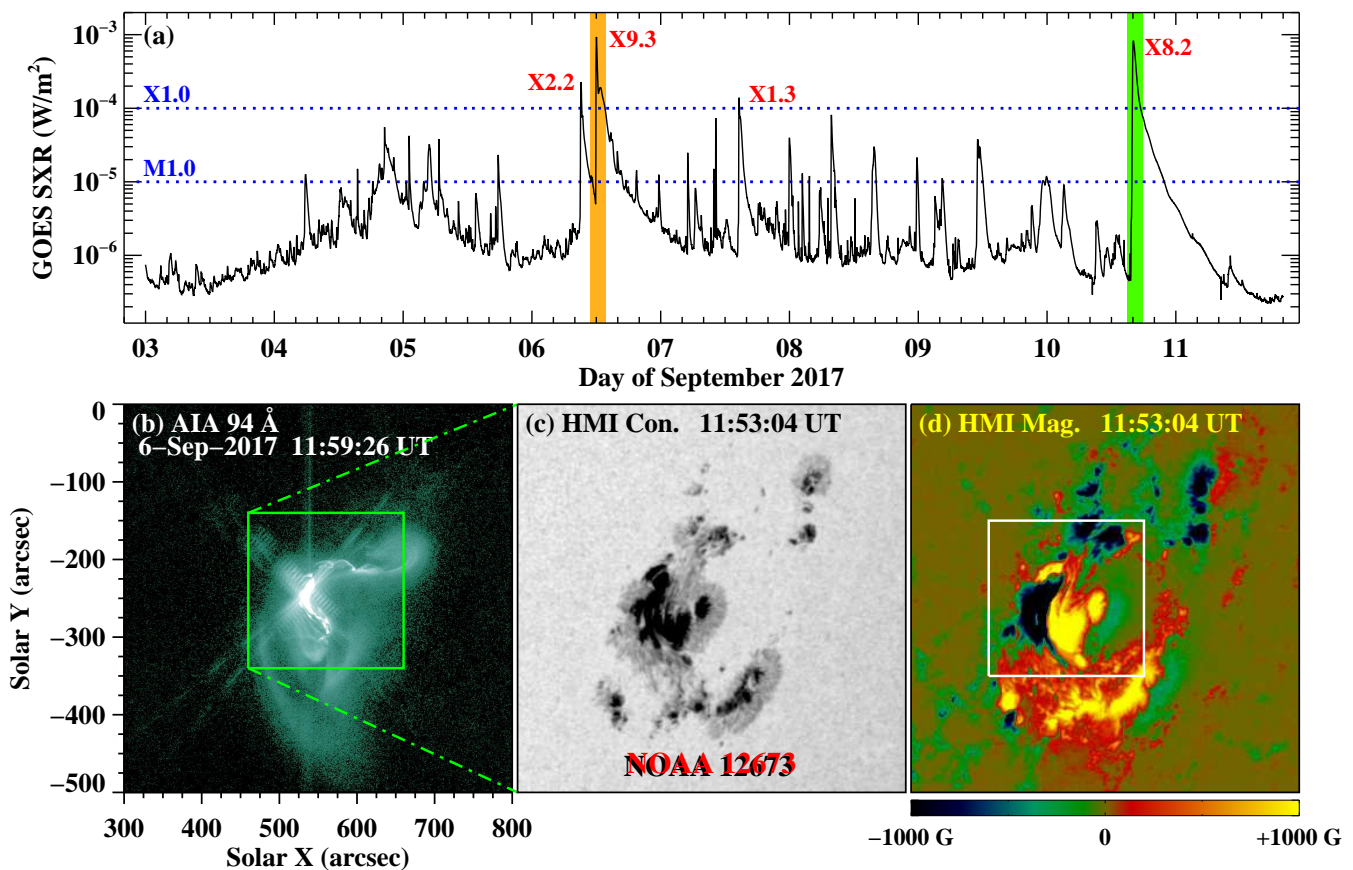 (a)
X9.3
X2.2
X8.2
X1.3
X1.0
M1.0
10⁻³
10⁻⁴
10⁻⁵
10⁻⁶
GOES SXR (W/m²)
03 04 05 06 07 08 09 10 11
Day of September 2017
(b) AIA 94 Å
6−Sep−2017 11:59:26 UT
(c) HMI Con. 11:53:04 UT
(d) HMI Mag. 11:53:04 UT
0
−100
−200
−300
−400
−500
Solar Y (arcsec)
300 400 500 600 700 800
Solar X (arcsec)
NOAA 12673
−1000 G 0 +1000 G